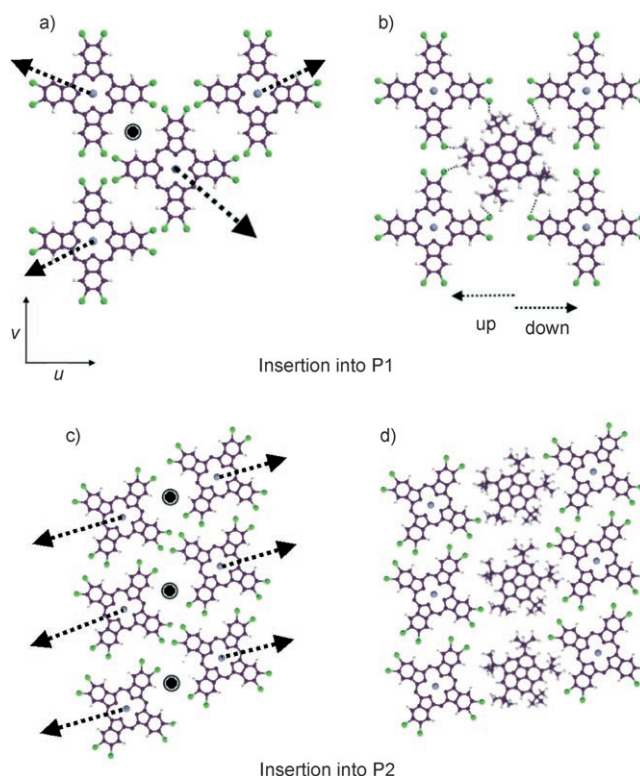 a)
b)
v
u
up
down
Insertion into P1
c)
d)
Insertion into P2